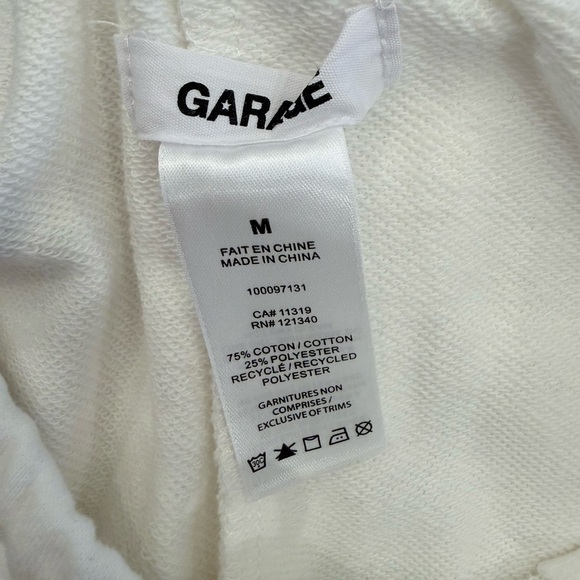 GARAGE
M
FAIT EN CHINE
MADE IN CHINA
100097131
CA# 11319
RN# 121340
75% COTON / COTTON
25% POLYESTER
RECYCLÉ / RECYCLED
POLYESTER
GARNITURES NON
COMPRISES /
EXCLUSIVE OF TRIMS
30C